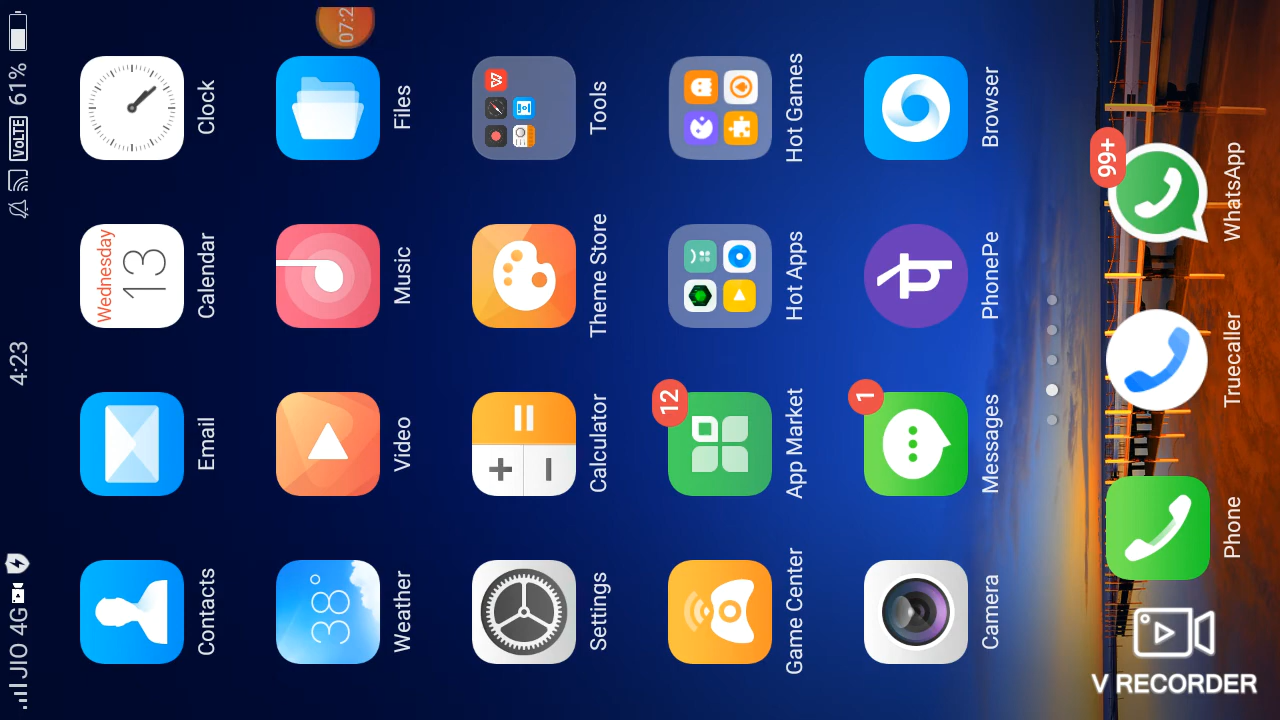 JIO 4G 4:23 VoLTE 61%
Wednesday
13
Contacts Email Calendar Clock
07:2
38°
Weather Video Music Files
Settings Calculator Theme Store Tools
12
Game Center App Market Hot Apps Hot Games
1
Camera Messages PhonePe Browser
99+
Phone Truecaller WhatsApp
V RECORDER